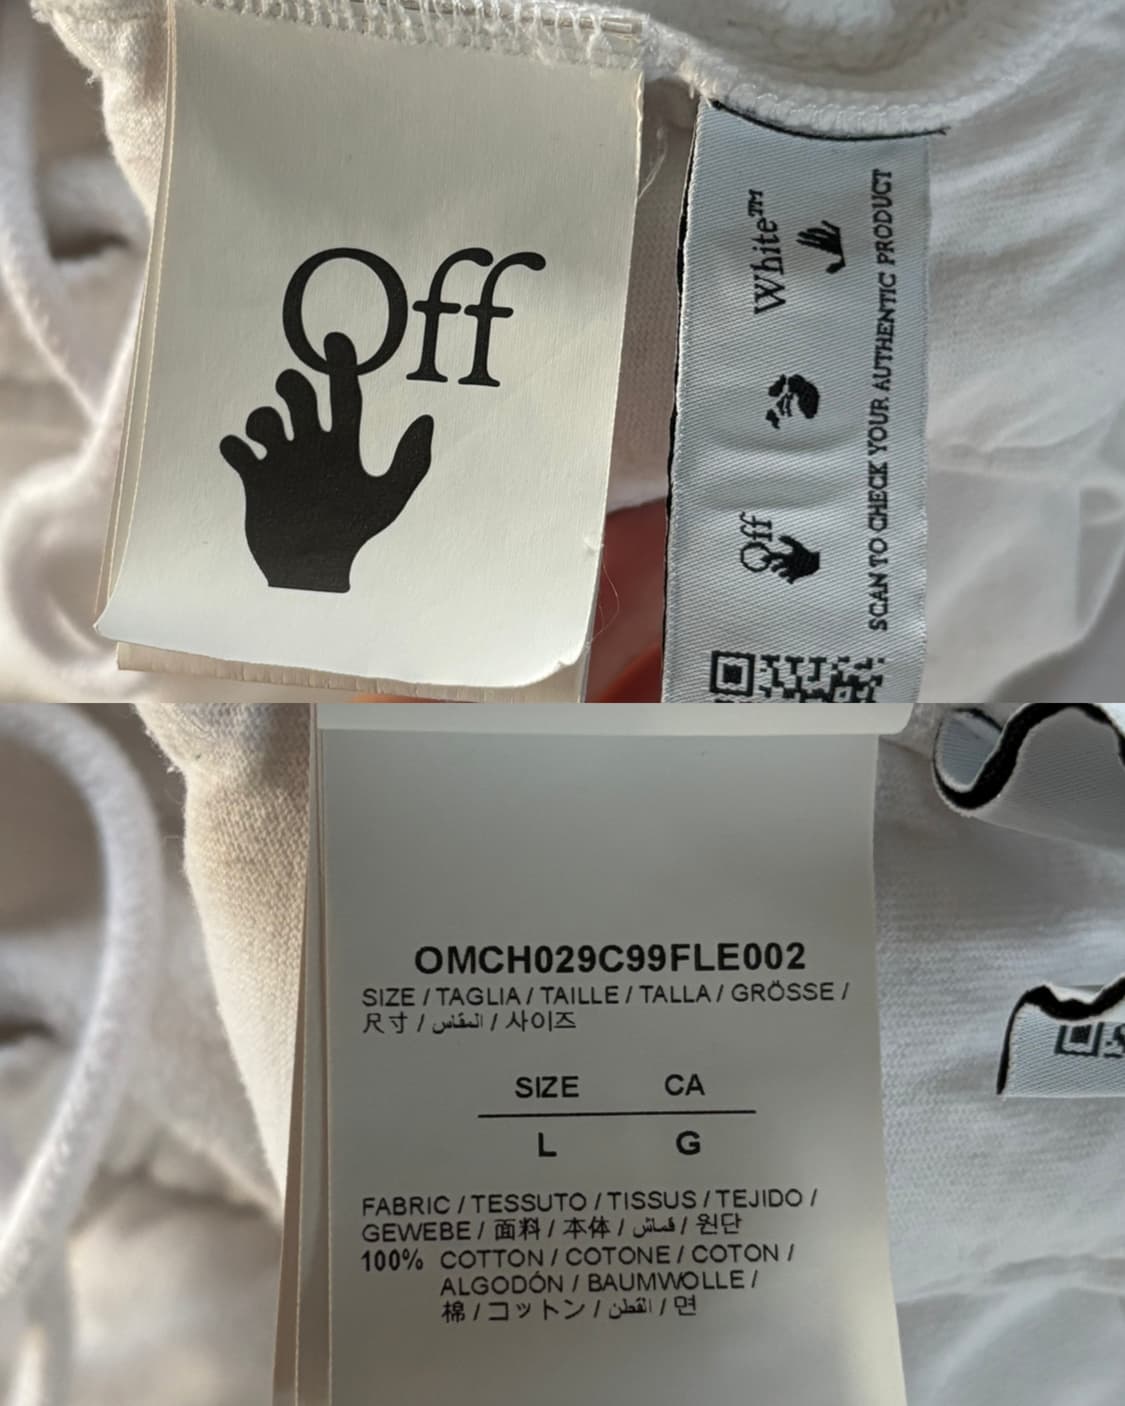 Off
White™
Off
SCAN TO CHECK YOUR AUTHENTIC PRODUCT
OMCH029C99FLE002
SIZE / TAGLIA / TAILLE / TALLA / GRÖSSE /
尺寸 / المقاس / 사이즈
SIZE CA
L G
FABRIC / TESSUTO / TISSUS / TEJIDO /
GEWEBE / 面料 / 本体 / قماش / 원단
100% COTTON / COTONE / COTON /
ALGODÓN / BAUMWOLLE /
棉 / コットン / القطن / 면